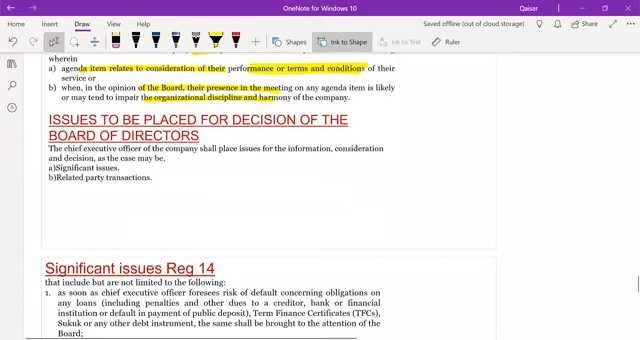 OneNote for Windows 10
Qaiser
Home Insert Draw View Help
Saved offline (out of cloud storage)
Shapes Ink to Shape Ink to Text Ruler
wherein
a) agenda item relates to consideration of their performance or terms and conditions of their
service or
b) when, in the opinion of the Board, their presence in the meeting on any agenda item is likely
or may tend to impair the organizational discipline and harmony of the company.
ISSUES TO BE PLACED FOR DECISION OF THE
BOARD OF DIRECTORS
The chief executive officer of the company shall place issues for the information, consideration
and decision, as the case may be,
a)Significant issues.
b)Related party transactions.
Significant issues Reg 14
that include but are not limited to the following:
1. as soon as chief executive officer foresees risk of default concerning obligations on
any loans (including penalties and other dues to a creditor, bank or financial
institution or default in payment of public deposit), Term Finance Certificates (TFCs),
Sukuk or any other debt instrument, the same shall be brought to the attention of the
Board;